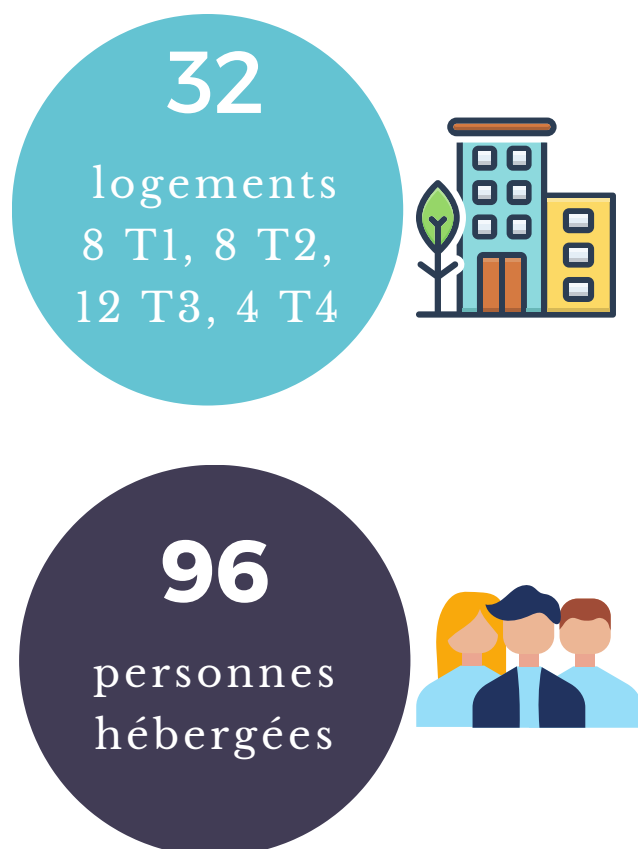 32
logements
8 T1, 8 T2,
12 T3, 4 T4
96
personnes
hébergées